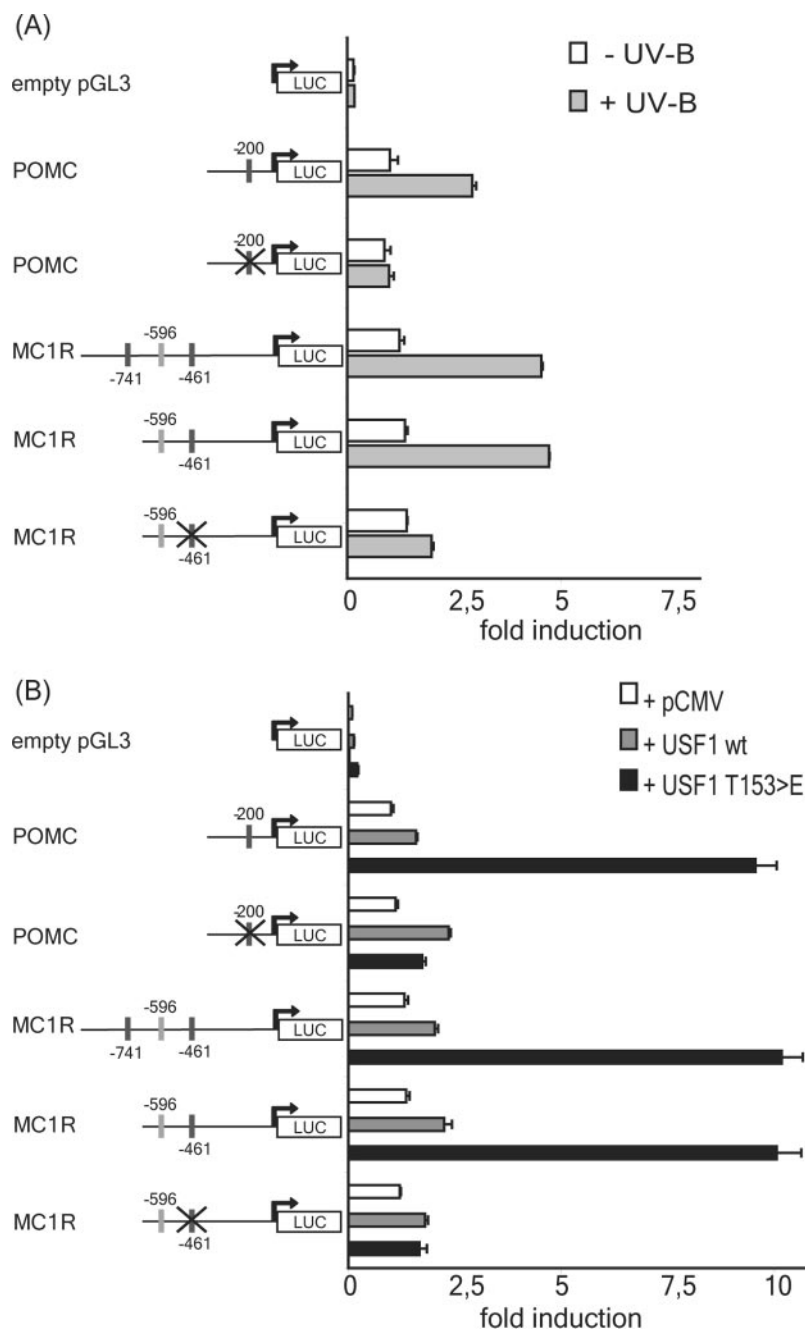 (A)
- UV-B
+ UV-B
empty pGL3
LUC
-200
POMC
LUC
-200
POMC
LUC
-596
MC1R
LUC
-741
-461
-596
MC1R
LUC
-461
-596
MC1R
LUC
-461
0 2,5 5 7,5
fold induction
(B)
+ pCMV
+ USF1 wt
+ USF1 T153>E
empty pGL3
LUC
-200
POMC
LUC
-200
POMC
LUC
-596
MC1R
LUC
-741
-461
-596
MC1R
LUC
-461
-596
MC1R
LUC
-461
0 2,5 5 7,5 10
fold induction